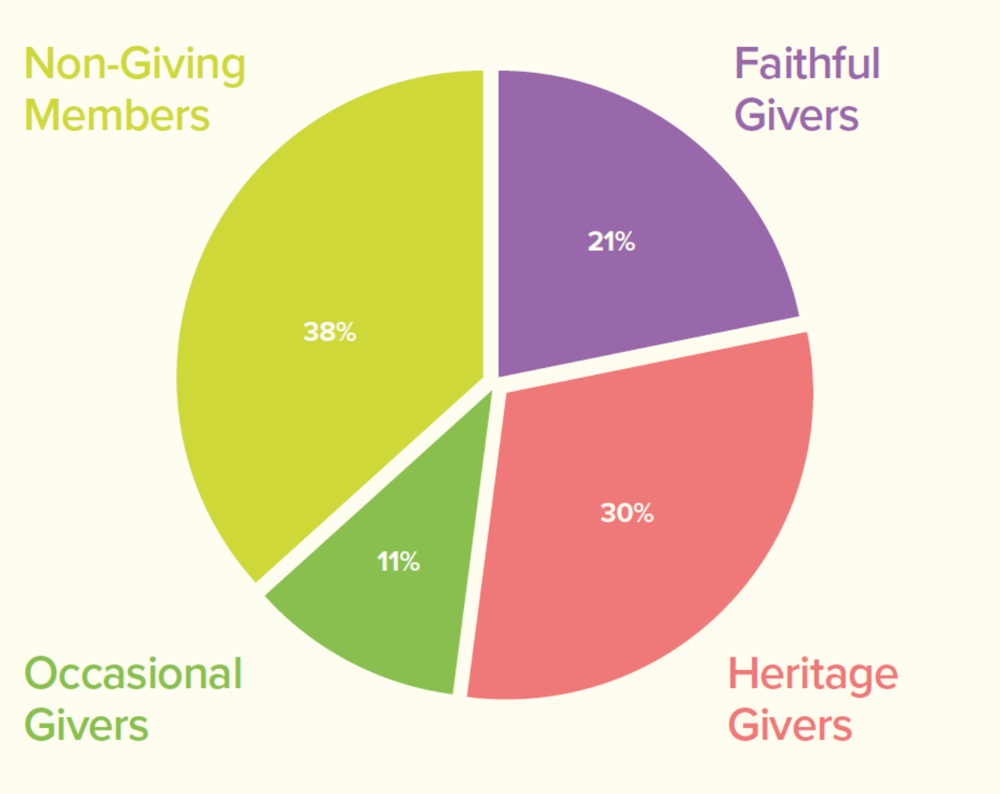 Non-Giving
Members
Faithful
Givers
21%
38%
30%
11%
Occasional
Givers
Heritage
Givers